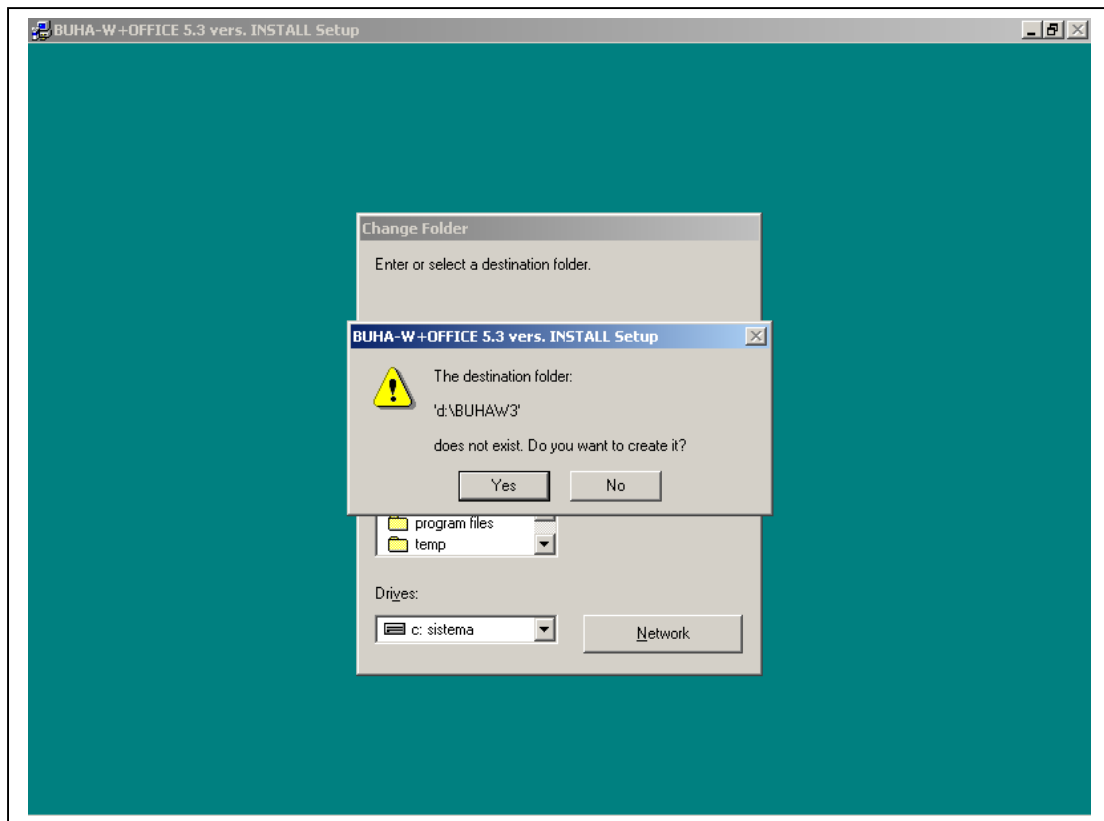 BUHA-W+OFFICE 5.3 vers. INSTALL Setup
Change Folder
Enter or select a destination folder.
BUHA-W+OFFICE 5.3 vers. INSTALL Setup
The destination folder:
'd:\BUHAW3'
does not exist. Do you want to create it?
Yes No
program files
temp
Drives:
c: sistema
Network